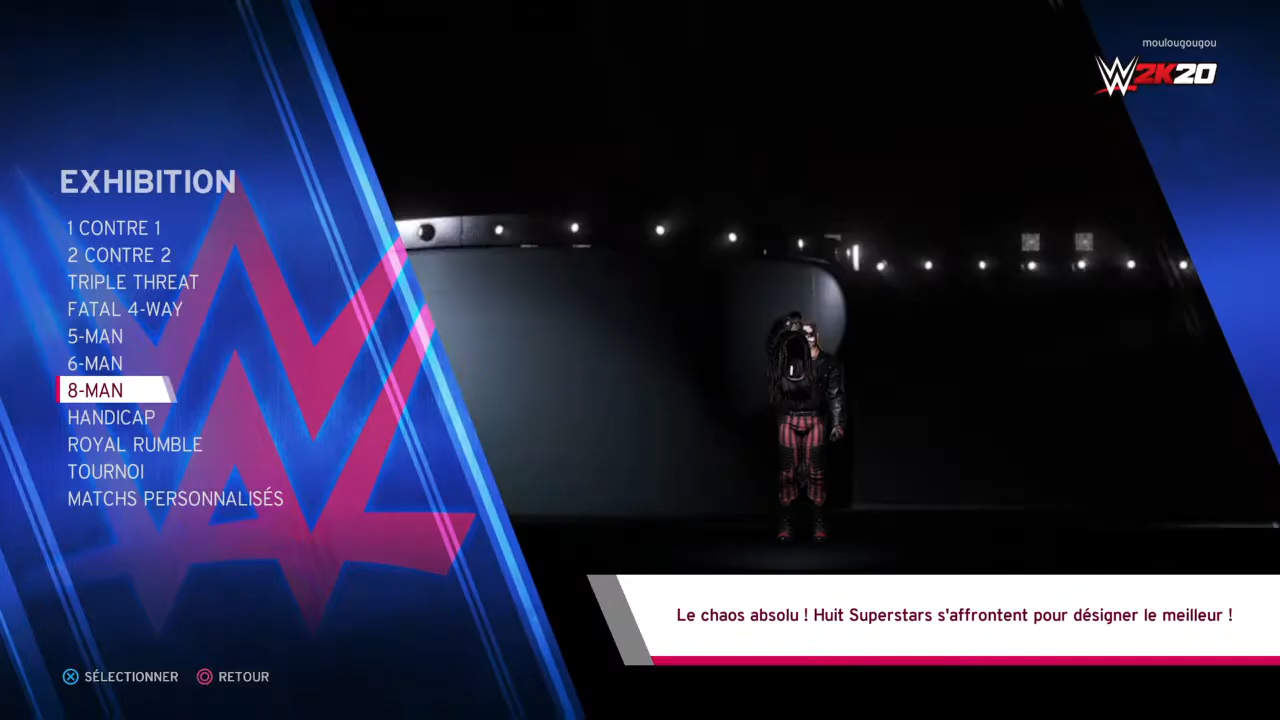 moulougougou
W2K20
EXHIBITION
1 CONTRE 1
2 CONTRE 2
TRIPLE THREAT
FATAL 4-WAY
5-MAN
6-MAN
8-MAN
HANDICAP
ROYAL RUMBLE
TOURNOI
MATCHS PERSONNALISÉS
Le chaos absolu ! Huit Superstars s'affrontent pour désigner le meilleur !
SÉLECTIONNER
RETOUR